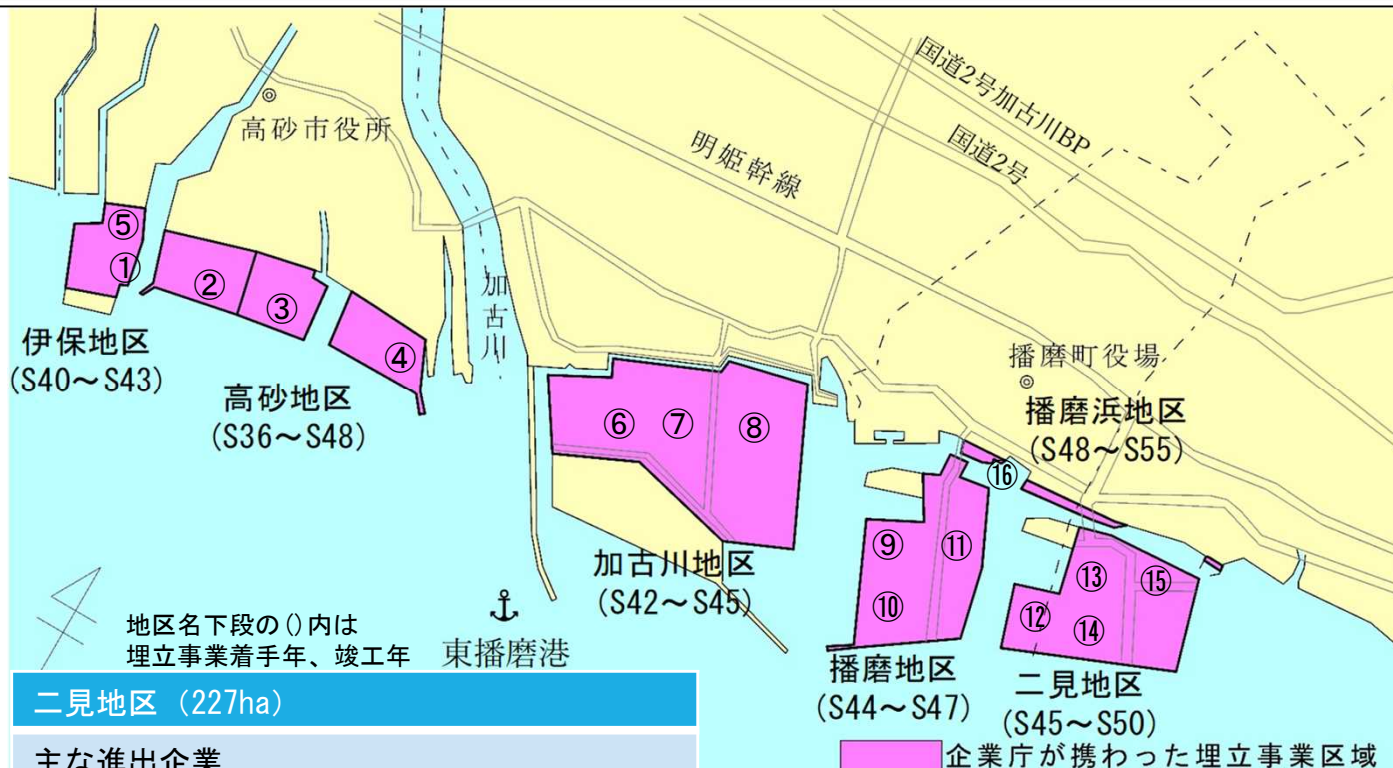 国道2号加古川BP
国道2号
明姫幹線
高砂市役所
加古川
播磨町役場
⑤
①
②
③
④
伊保地区
(S40～S43)
高砂地区
(S36～S48)
⑥
⑦
⑧
加古川地区
(S42～S45)
播磨浜地区
(S48～S55)
⑯
⑨
⑩
⑪
播磨地区
(S44～S47)
⑫
⑬
⑭
⑮
二見地区
(S45～S50)
東播磨港
地区名下段の()内は
埋立事業着手年、竣工年
企業庁が携わった埋立事業区域
二見地区（227ha）
主な進出企業